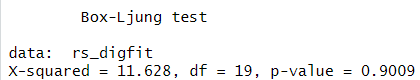 Box-Ljung test
data:  rs_digfit
X-squared = 11.628, df = 19, p-value = 0.9009